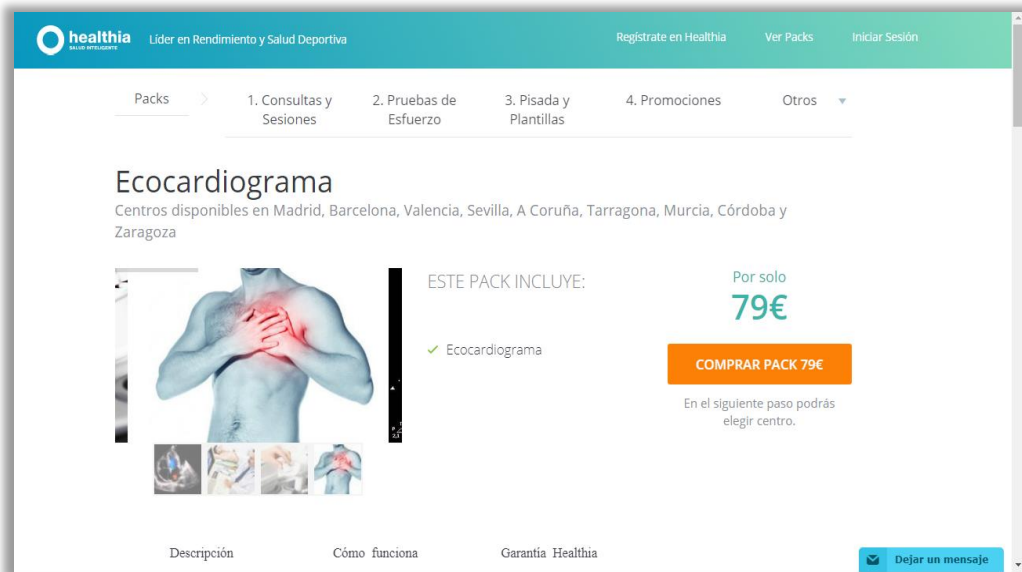 healthia
SALUD INTELIGENTE
Líder en Rendimiento y Salud Deportiva
Regístrate en Healthia
Ver Packs
Iniciar Sesión
Packs
1. Consultas y
Sesiones
2. Pruebas de
Esfuerzo
3. Pisada y
Plantillas
4. Promociones
Otros
Ecocardiograma
Centros disponibles en Madrid, Barcelona, Valencia, Sevilla, A Coruña, Tarragona, Murcia, Córdoba y
Zaragoza
ESTE PACK INCLUYE:
Ecocardiograma
Por solo
79€
COMPRAR PACK 79€
En el siguiente paso podrás
elegir centro.
Descripción
Cómo funciona
Garantía Healthia
Dejar un mensaje